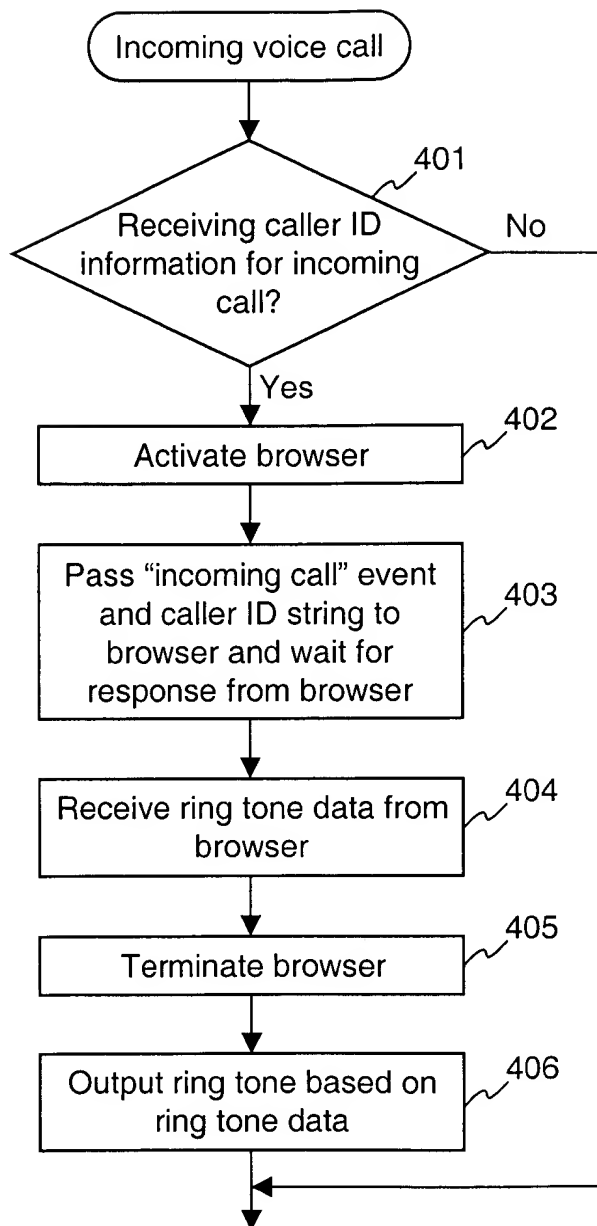 Incoming voice call
401
Receiving caller ID
information for incoming
call?
No
Yes
402
Activate browser
Pass “incoming call” event
and caller ID string to
browser and wait for
response from browser
403
Receive ring tone data from
browser
404
405
Terminate browser
Output ring tone based on
ring tone data
406